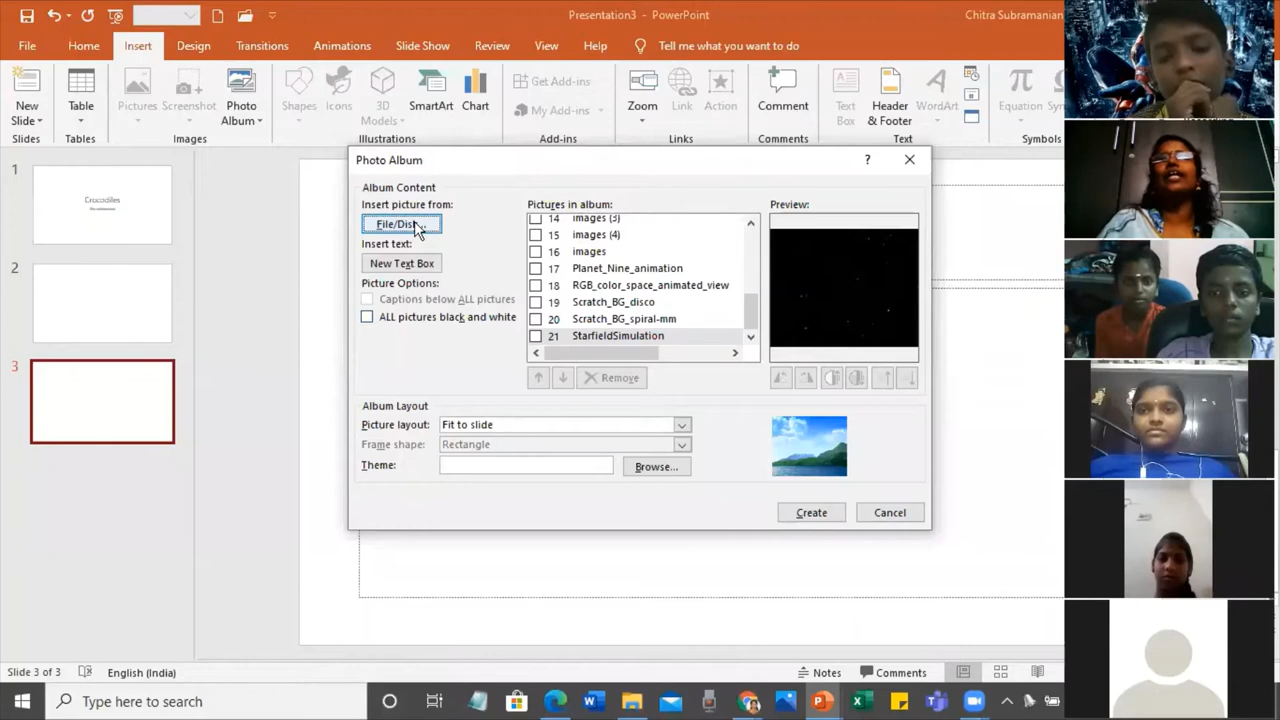 Presentation3 - PowerPoint
Chitra Subramanian
File Home Insert Design Transitions Animations Slide Show Review View Help Tell me what you want to do
New Slide
Table
Pictures
Screenshot
Photo Album
Shapes
Icons
3D Models
SmartArt
Chart
Get Add-ins
My Add-ins
Zoom
Link
Action
Comment
Text Box
Header & Footer
WordArt
Equation
Slides
Tables
Images
Illustrations
Add-ins
Links
Comments
Text
Symbols
1
Crocodiles
2
3
Photo Album
?
Album Content
Insert picture from:
Insert text:
New Text Box
Picture Options:
Captions below ALL pictures
ALL pictures black and white
Pictures in album:
14 images (3)
15 images (4)
16 images
17 Planet_Nine_animation
18 RGB_color_space_animated_view
19 Scratch_BG_disco
20 Scratch_BG_spiral-mm
21 StarfieldSimulation
Remove
Preview:
Album Layout
Picture layout: Fit to slide
Frame shape: Rectangle
Theme:
Browse...
Create
Cancel
Slide 3 of 3
English (India)
Notes
Comments
Type here to search